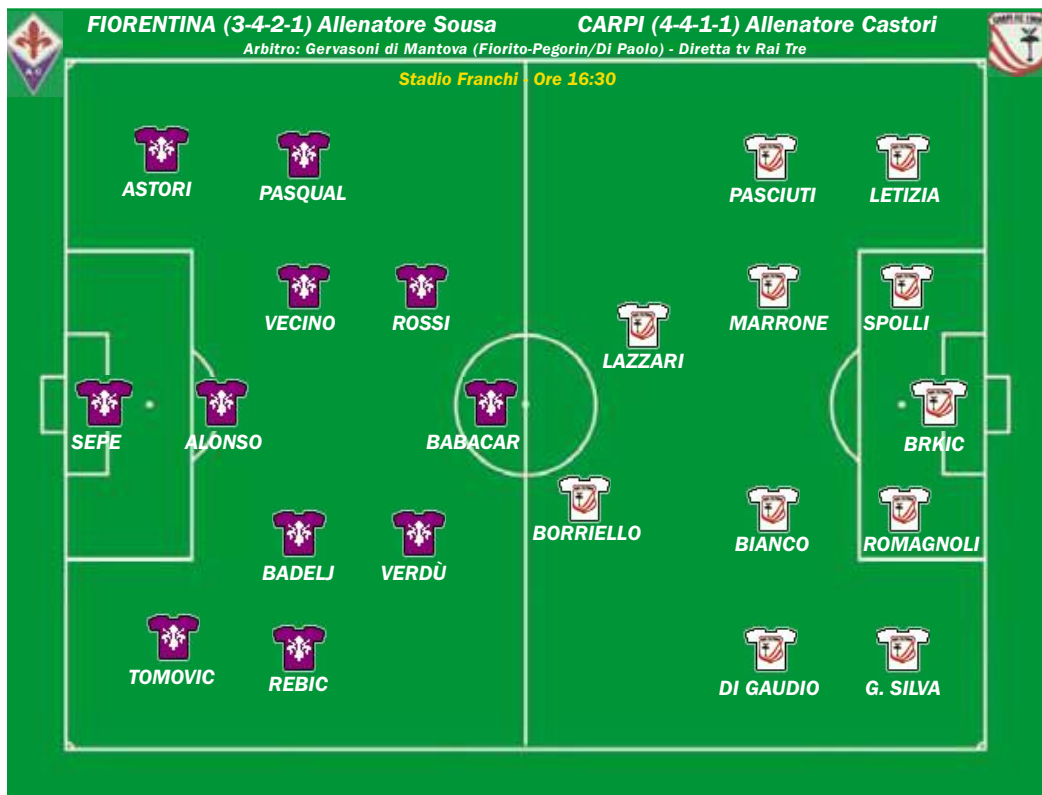 FIORENTINA (3-4-2-1) Allenatore Sousa CARPI (4-4-1-1) Allenatore Castori
Arbitro: Gervasoni di Mantova (Fiorito-Pegorin/Di Paolo) - Diretta tv Rai Tre
Stadio Franchi - Ore 16:30
ASTORI PASQUAL PASCIUTI LETIZIA
VECINO ROSSI MARRONE SPOLLI
LAZZARI
SEPE ALONSO BABACAR BRKIC
BORRIELLO BIANCO ROMAGNOLI
BADELJ VERDÙ
TOMOVIC REBIC DI GAUDIO G. SILVA